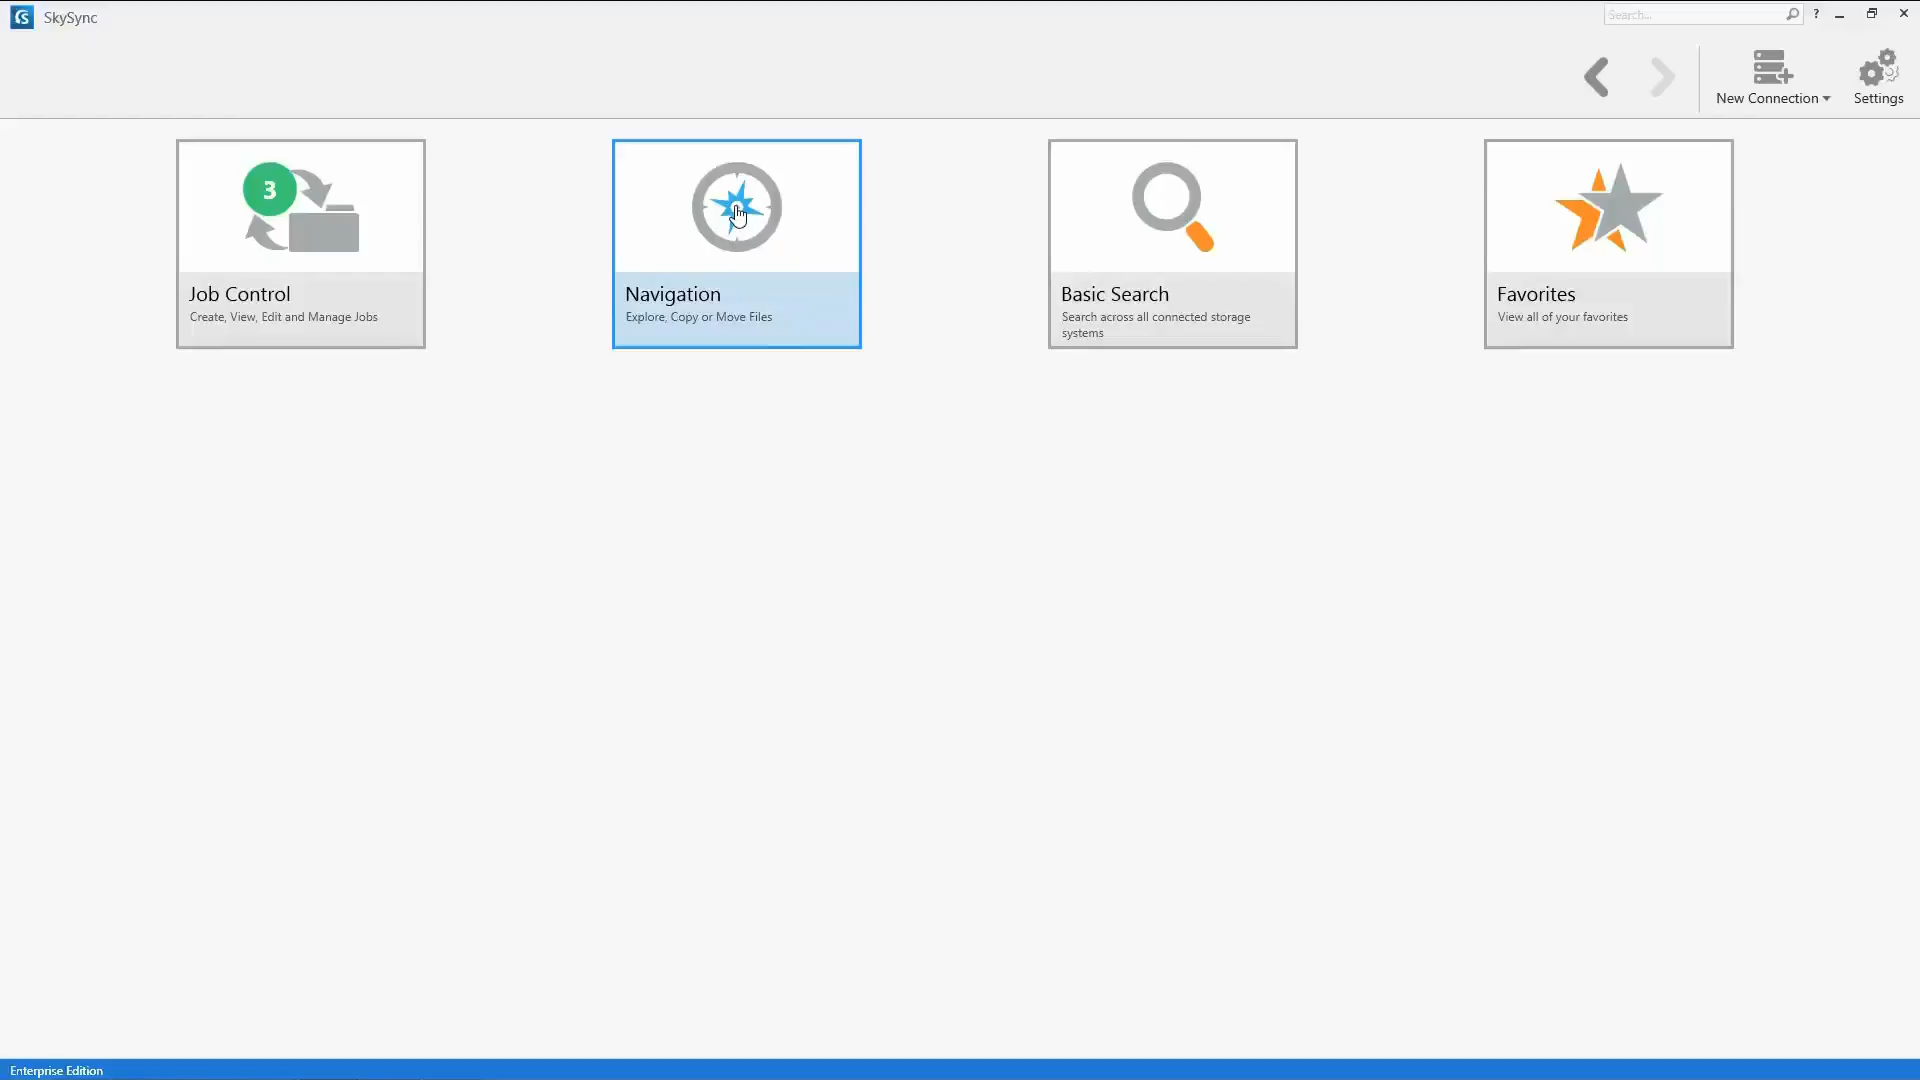 SkySync
Search...
?
New Connection
Settings
3
Job Control
Create, View, Edit and Manage Jobs
Navigation
Explore, Copy or Move Files
Basic Search
Search across all connected storage
systems
Favorites
View all of your favorites
Enterprise Edition